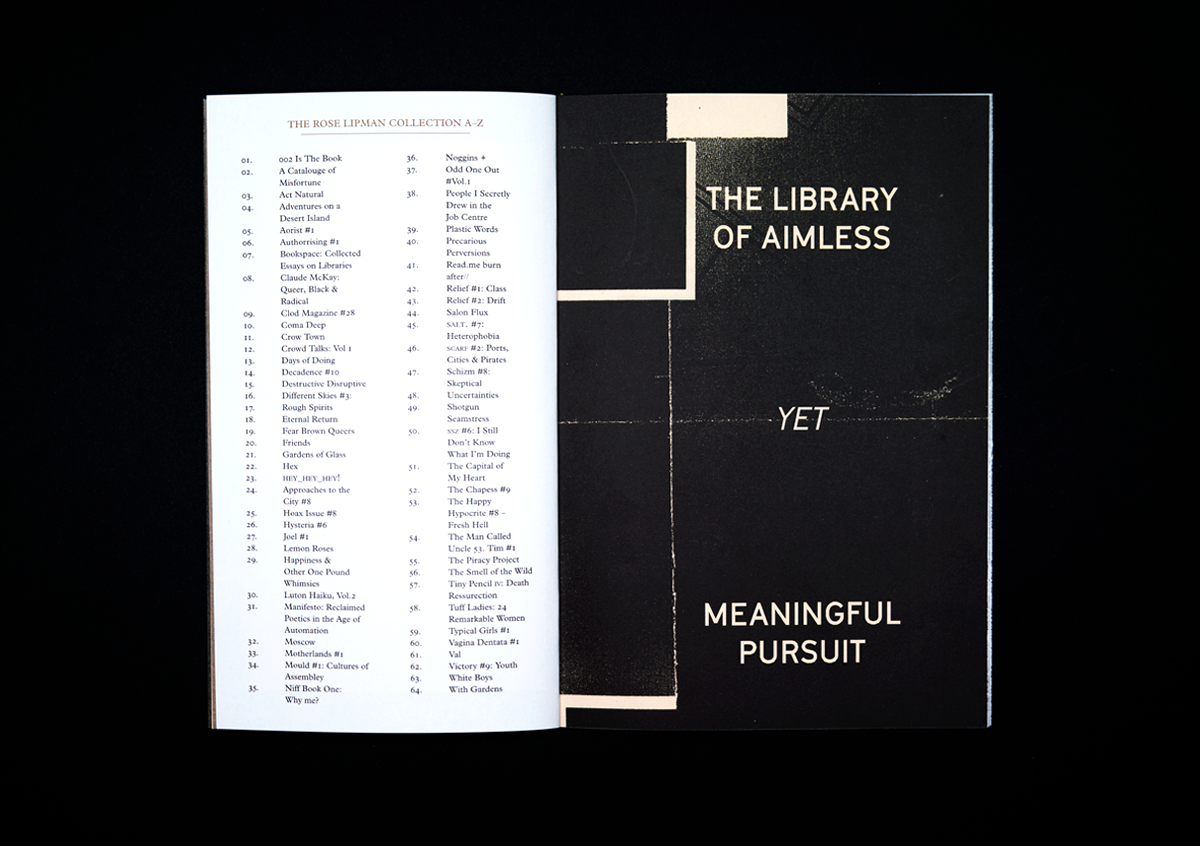 THE ROSE LIPMAN COLLECTION A–Z
01. 002 Is The Book
02. A Catalouge of
Misfortune
03. Act Natural
04. Adventures on a
Desert Island
05. Aorist #1
06. Authorrising #1
07. Bookspace: Collected
Essays on Libraries
08. Claude McKay:
Queer, Black &
Radical
09. Clod Magazine #28
10. Coma Deep
11. Crow Town
12. Crowd Talks: Vol 1
13. Days of Doing
14. Decadence #10
15. Destructive Disruptive
16. Different Skies #3:
17. Rough Spirits
18. Eternal Return
19. Fear Brown Queers
20. Friends
21. Gardens of Glass
22. Hex
23. HEY_HEY_HEY!
24. Approaches to the
City #8
25. Hoax Issue #8
26. Hysteria #6
27. Joel #1
28. Lemon Roses
29. Happiness &
Other One Pound
Whimsies
30. Luton Haiku, Vol.2
31. Manifesto: Reclaimed
Poetics in the Age of
Automation
32. Moscow
33. Motherlands #1
34. Mould #1: Cultures of
Assembley
35. Niff Book One:
Why me?
36. Noggins +
37. Odd One Out
#Vol.1
38. People I Secretly
Drew in the
Job Centre
39. Plastic Words
40. Precarious
Perversions
41. Read.me burn
after//
42. Relief #1: Class
43. Relief #2: Drift
44. Salon Flux
45. SALT. #7:
Heterophobia
46. SCARF #2: Ports,
Cities & Pirates
47. Schizm #8:
Skeptical
48. Uncertainties
49. Shotgun
Seamstress
50. SSZ #6: I Still
Don't Know
What I'm Doing
51. The Capital of
My Heart
52. The Chapess #9
53. The Happy
Hypocrite #8 –
Fresh Hell
54. The Man Called
Uncle 53. Tim #1
55. The Piracy Project
56. The Smell of the Wild
57. Tiny Pencil IV: Death
Ressurection
58. Tuff Ladies: 24
Remarkable Women
59. Typical Girls #1
60. Vagina Dentata #1
61. Val
62. Victory #9: Youth
63. White Boys
64. With Gardens
THE LIBRARY
OF AIMLESS
YET
MEANINGFUL
PURSUIT